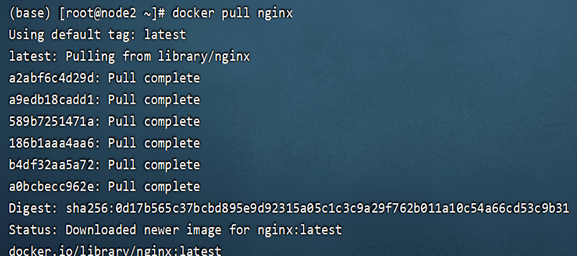 (base) [root@node2 ~]# docker pull nginx
Using default tag: latest
latest: Pulling from library/nginx
a2abf6c4d29d: Pull complete
a9edb18cadd1: Pull complete
589b7251471a: Pull complete
186b1aaa4aa6: Pull complete
b4df32aa5a72: Pull complete
a0bcbecc962e: Pull complete
Digest: sha256:0d17b565c37bcbd895e9d92315a05c1c3c9a29f762b011a10c54a66cd53c9b31
Status: Downloaded newer image for nginx:latest
docker.io/library/nginx:latest